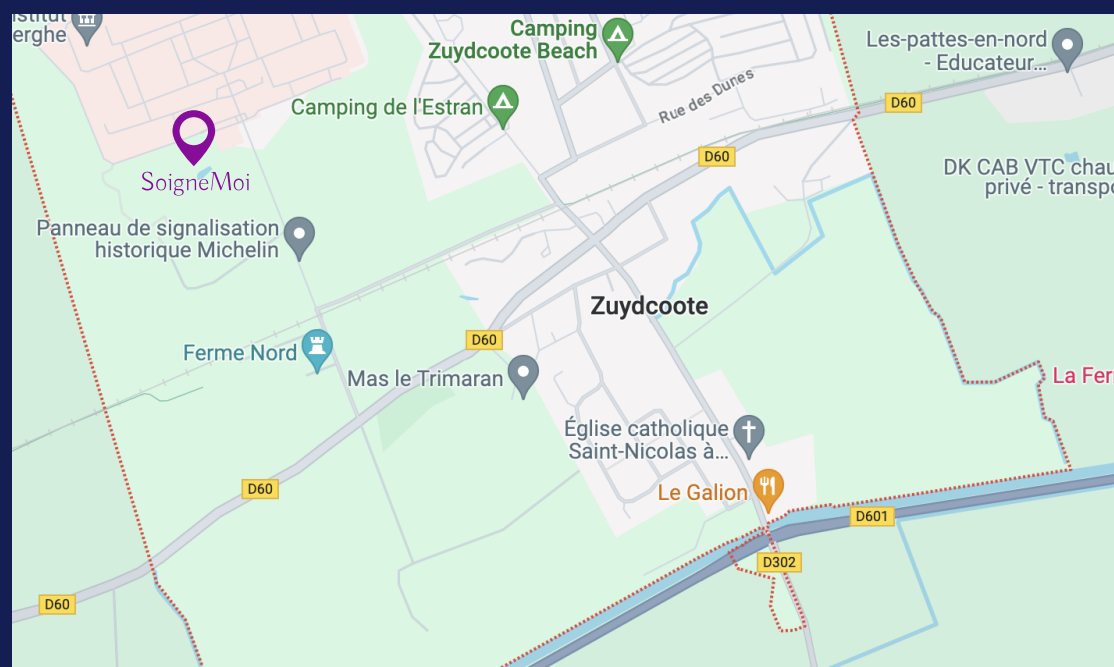 erghe
Camping
Zuydcoote Beach
Les-pattes-en-nord
- Educateur...
Camping de l'Estran
Rue des Dunes
D60
D60
DK CAB VTC chau
privé - transpo
SoigneMoi
Panneau de signalisation
historique Michelin
Zuydcoote
D60
Ferme Nord
Mas le Trimaran
La Fer
Église catholique
Saint-Nicolas à...
Le Galion
D60
D601
D302
D60